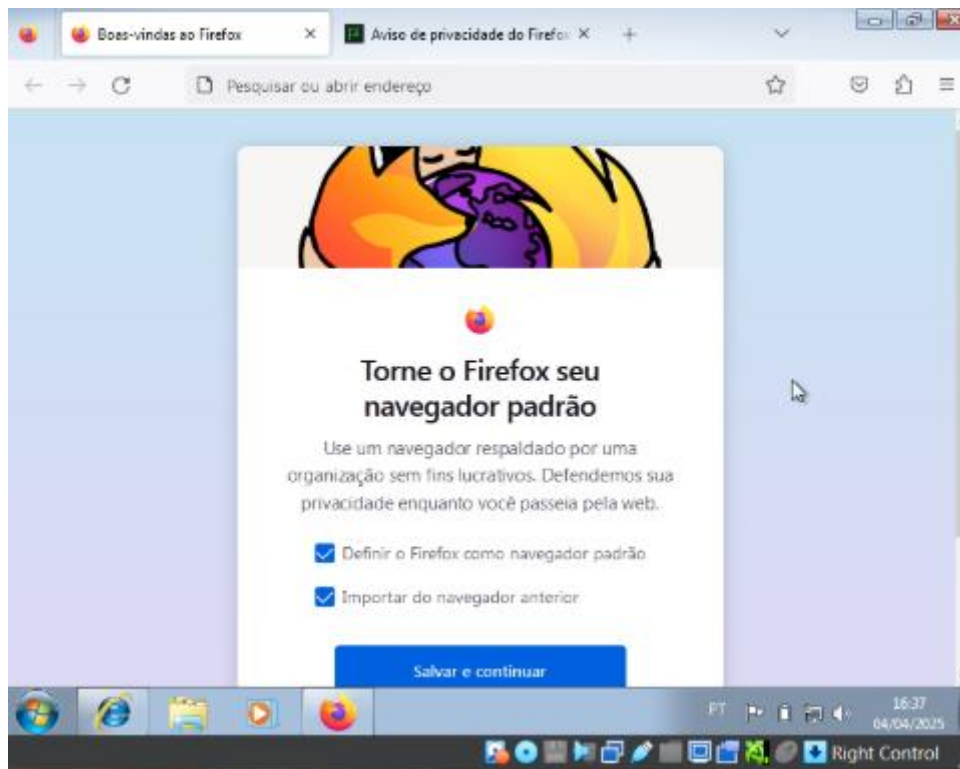 Boas-vindas ao Firefox
Aviso de privacidade do Firefo
Pesquisar ou abrir endereço
Torne o Firefox seu
navegador padrão
Use um navegador respaldado por uma
organização sem fins lucrativos. Defendemos sua
privacidade enquanto você passeia pela web.
Definir o Firefox como navegador padrão
Importar do navegador anterior
Salvar e continuar
PT
16:37
04/04/2025
Right Control